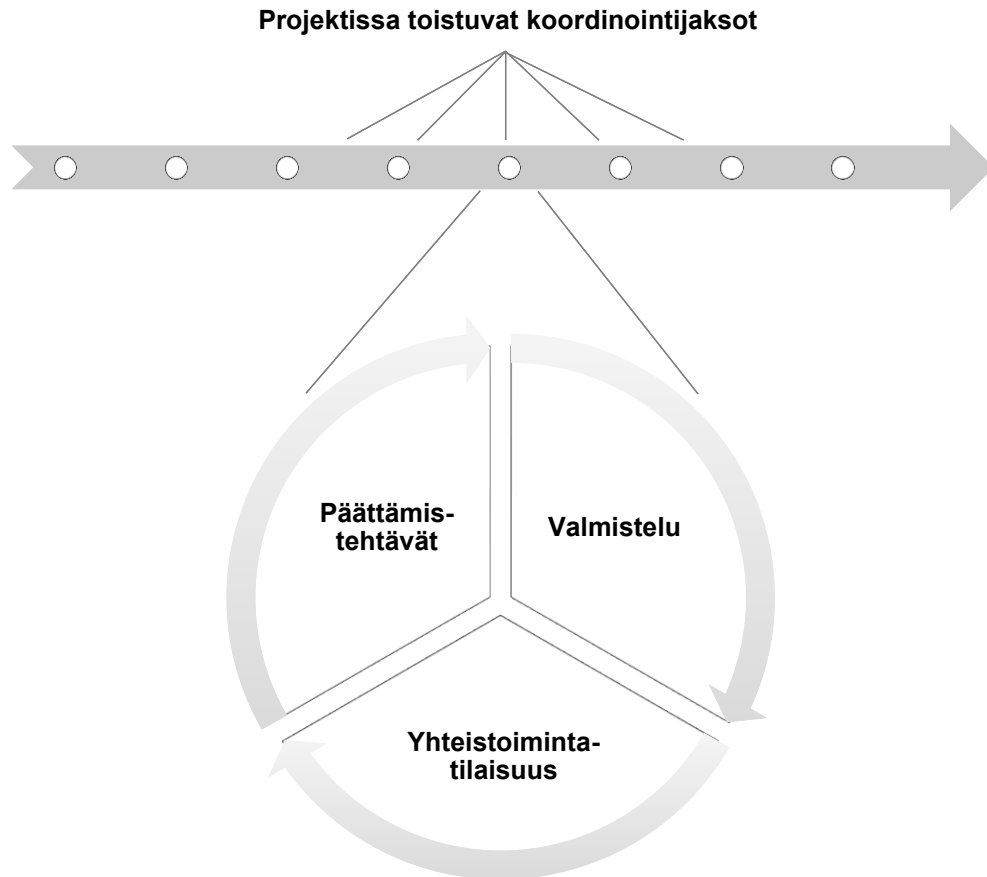 Projektissa toistuvat koordinointijaksot
Päättämis-
tehtävät
Valmistelu
Yhteistoiminta-
tilaisuus